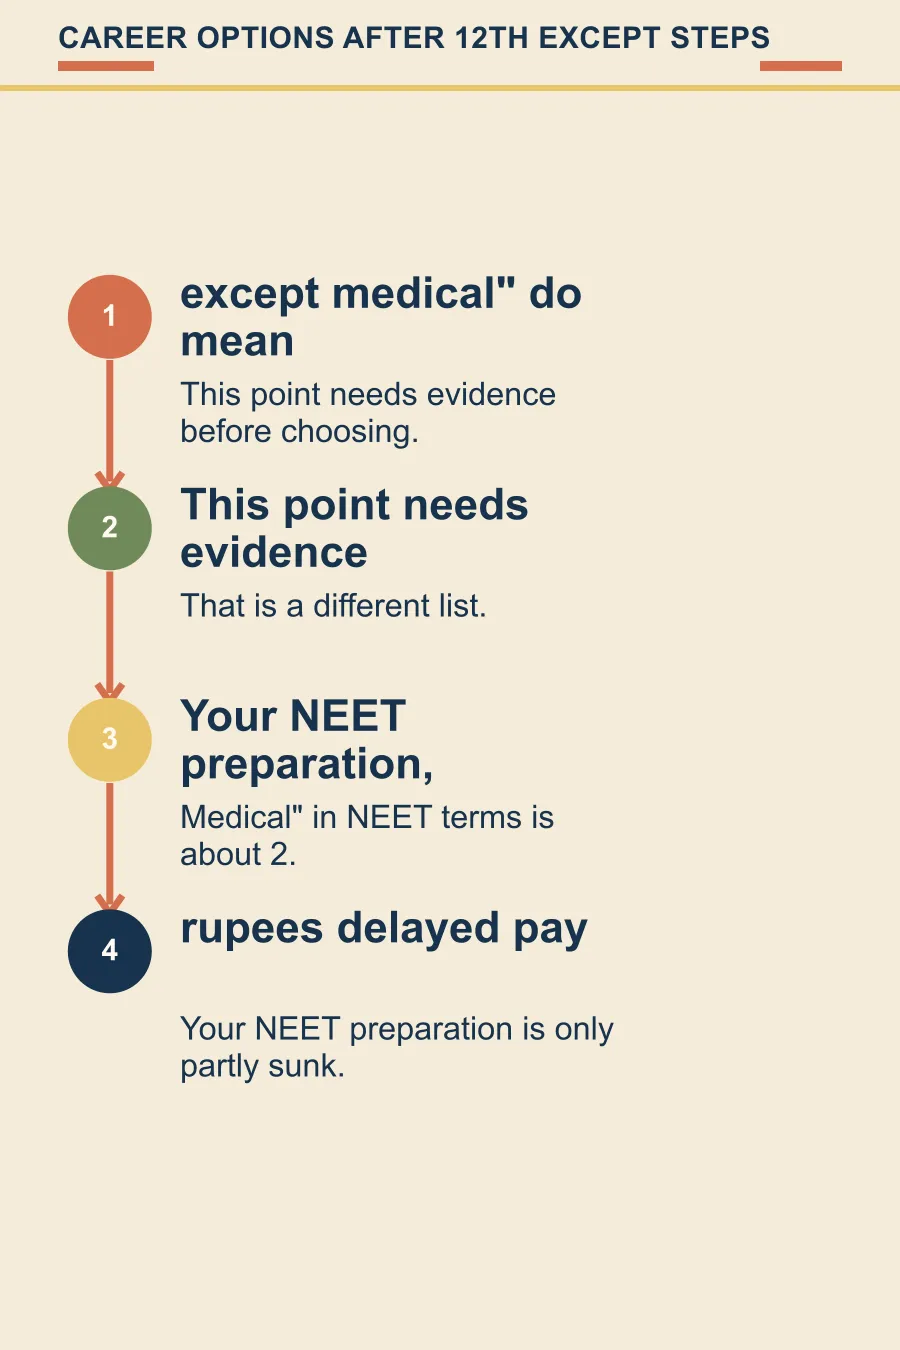 CAREER OPTIONS AFTER 12TH EXCEPT STEPS
1
except medical" do
mean
This point needs evidence
before choosing.
2
This point needs
evidence
That is a different list.
3
Your NEET
preparation,
Medical" in NEET terms is
about 2.
4
rupees delayed pay
Your NEET preparation is only
partly sunk.